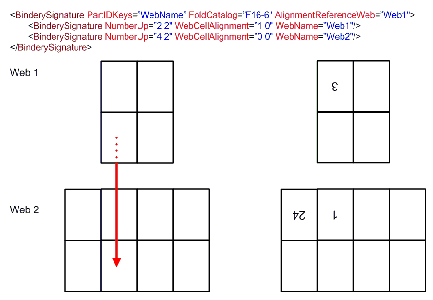 <BinderySignature PartIDKeys="WebName" FoldCatalog="F16-6" AlignmentReferenceWeb="Web1">
<BinderySignature NumberUp="2 2" WebCellAlignment="1 0" WebName="Web1"/>
<BinderySignature NumberUp="4 2" WebCellAlignment="0 0" WebName="Web2"/>
</BinderySignature>
Web 1
3
Web 2
24 1